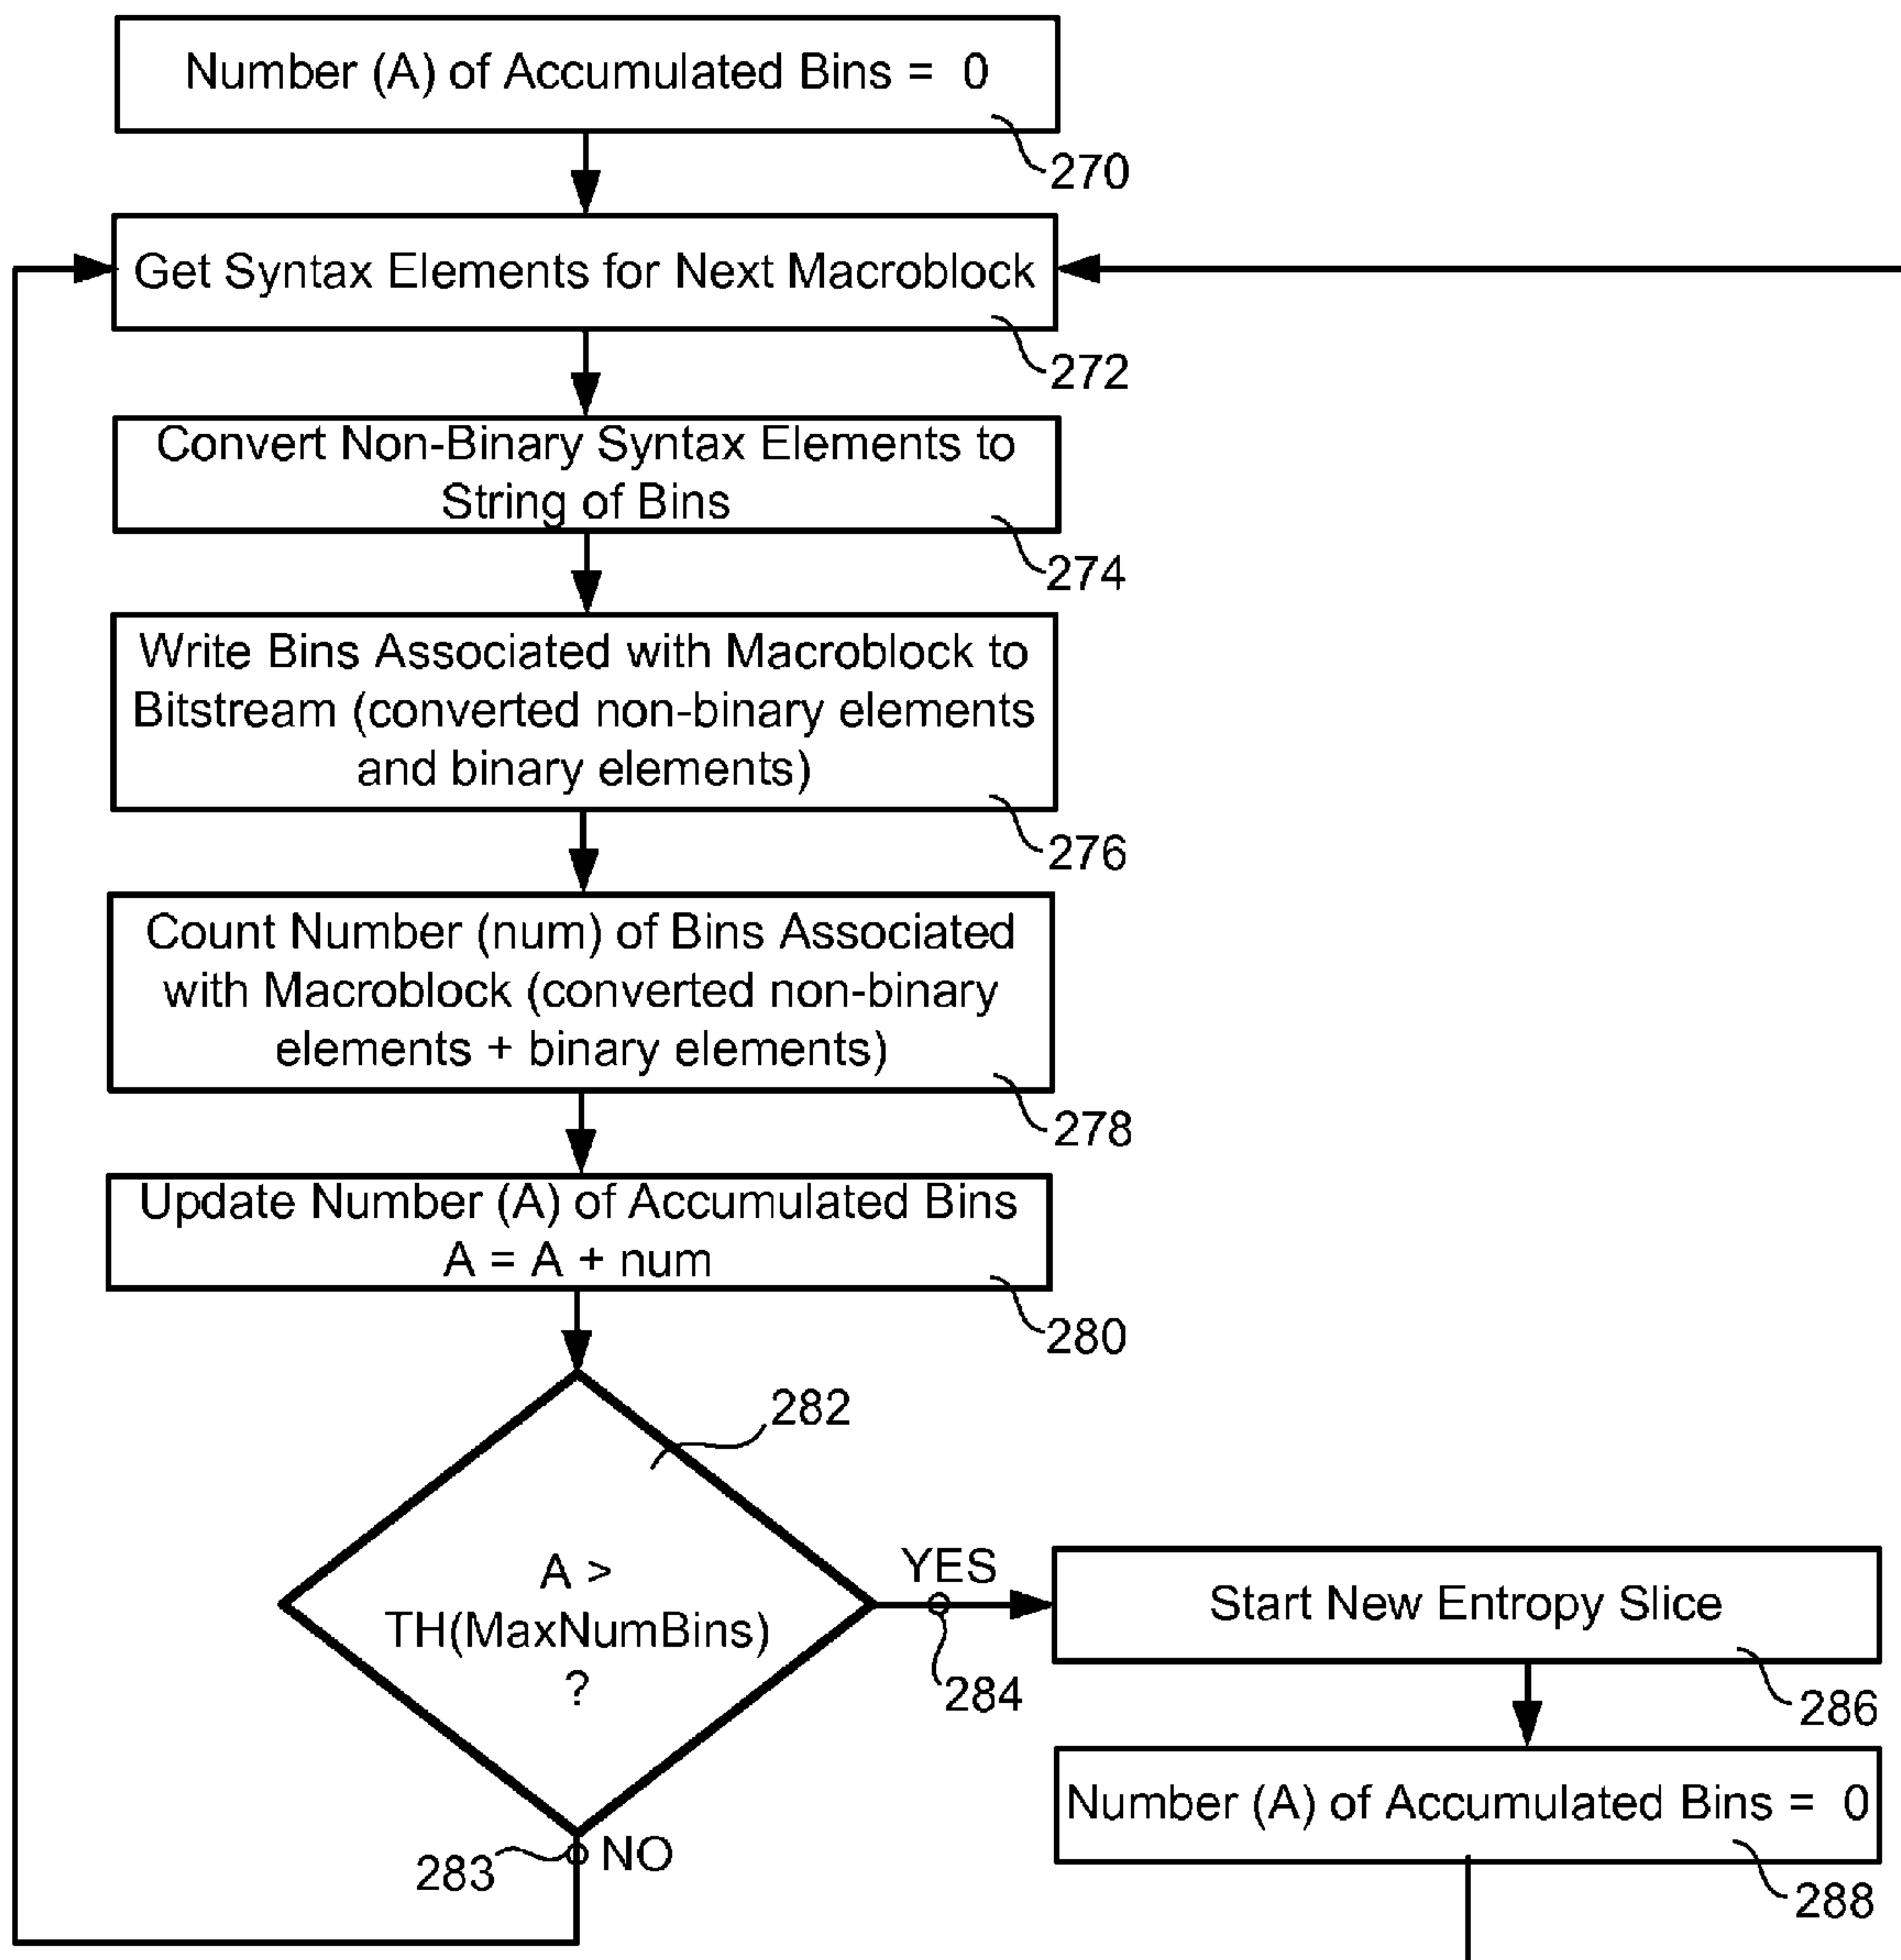 Number (A) of Accumulated Bins = 0
270
Get Syntax Elements for Next Macroblock
272
Convert Non-Binary Syntax Elements to
String of Bins
274
Write Bins Associated with Macroblock to
Bitstream (converted non-binary elements
and binary elements)
276
Count Number (num) of Bins Associated
with Macroblock (converted non-binary
elements + binary elements)
278
Update Number (A) of Accumulated Bins
A = A + num
280
282
A >
TH(MaxNumBins)
?
YES
284
Start New Entropy Slice
286
283
NO
Number (A) of Accumulated Bins = 0
288